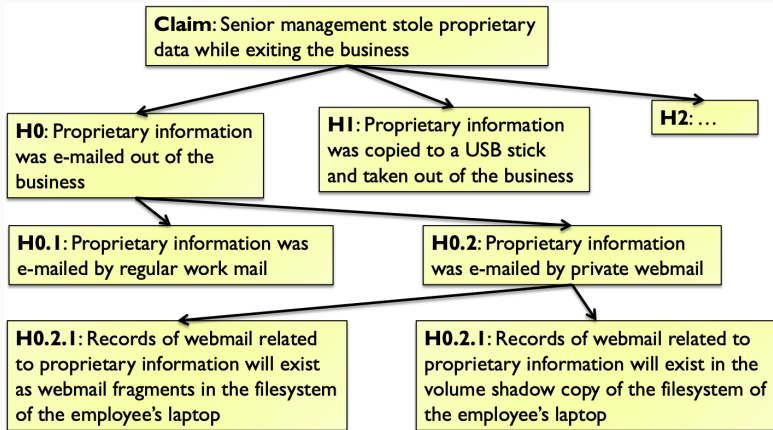 Claim: Senior management stole proprietary
data while exiting the business
H0: Proprietary information
was e-mailed out of the
business
H1: Proprietary information
was copied to a USB stick
and taken out of the business
H2: …
H0.1: Proprietary information was
e-mailed by regular work mail
H0.2: Proprietary information
was e-mailed by private webmail
H0.2.1: Records of webmail related
to proprietary information will exist
as webmail fragments in the filesystem
of the employee's laptop
H0.2.1: Records of webmail related to
proprietary information will exist in the
volume shadow copy of the filesystem of
the employee's laptop